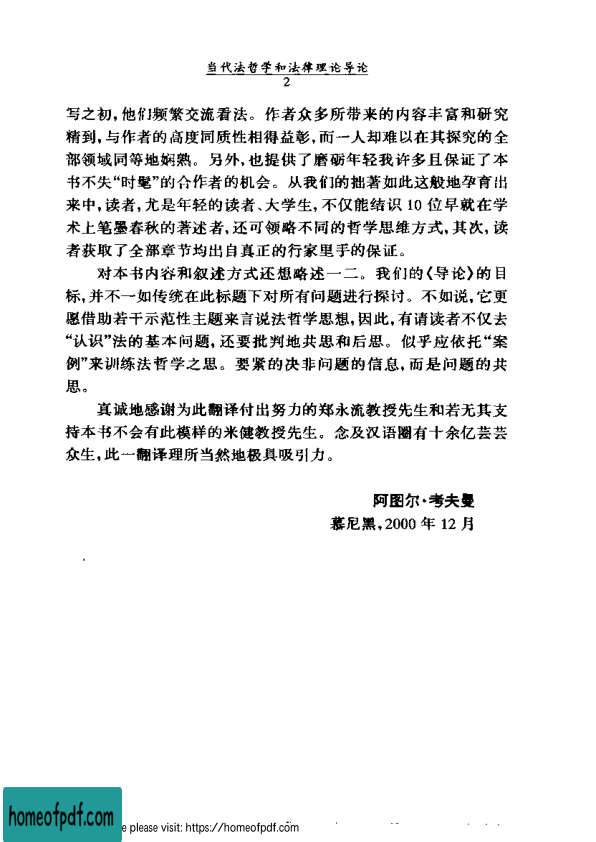 当代法哲学和法律理论导论
2
写之初,他们频繁交流看法。作者众多所带来的内容丰富和研究
精到,与作者的高度同质性相得益彰,而一人却难以在其探究的全
部领域同等地娴熟。另外,也提供了磨砺年轻我许多且保证了本
书不失“时髦”的合作者的机会。从我们的拙著如此这般地孕育出
来中,读者,尤是年轻的读者、大学生,不仅能结识 10 位早就在学
术上笔墨春秋的著述者,还可领略不同的哲学思维方式,其次,读
者获取了全部章节均出自真正的行家里手的保证。
对本书内容和叙述方式还想略述一二。我们的《导论》的目
标,并不一如传统在此标题下对所有问题进行探讨。不如说,它更
愿借助若干示范性主题来言说法哲学思想,因此,有请读者不仅去
“认识”法的基本问题,还要批判地共思和后思。似乎应依托“案
例”来训练法哲学之思。要紧的决非问题的信息,而是问题的共
思。
真诚地感谢为此翻译付出努力的郑永流教授先生和若无其支
持本书不会有此模样的米健教授先生。念及汉语圈有十余亿芸芸
众生,此一翻译理所当然地极具吸引力。
阿图尔·考夫曼
慕尼黑,2000 年 12 月
homeofpdf.com
e please visit: https://homeofpdf.com